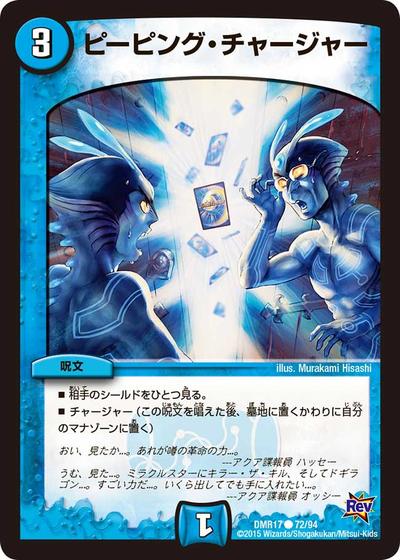 3
ピーピング・チャージャー
呪文
illus. Murakami Hisashi
■ 相手のシールドをひとつ見る。
■ チャージャー（この呪文を唱えた後、墓地に置くかわりに自分
のマナゾーンに置く）
おい、見たか…。あれが噂の革命の力…。
---アクア諜報員 ハッセー
うむ、見た…。ミラクルスターにキラー・ザ・キル、そしてドギラ
ゴン…。すごい力だ…。いくら出してでも手に入れたい。
---アクア諜報員 オッシー
1
DMR17 ● 72/94
©2015 Wizards/Shogakukan/Mitsui-Kids
Rev